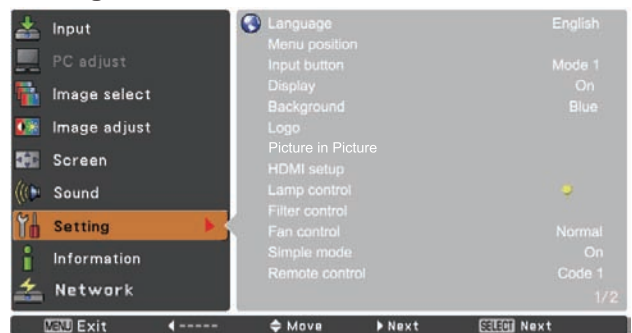 Input
PC adjust
Image select
Image adjust
Screen
Sound
Setting
Information
Network
Language English
Menu position
Input button Mode 1
Display On
Background Blue
Logo
Picture in Picture
HDMI setup
Lamp control
Filter control
Fan control Normal
Simple mode On
Remote control Code 1
1/2
MENU Exit ◀ ----- Move ▶ Next SELECT Next